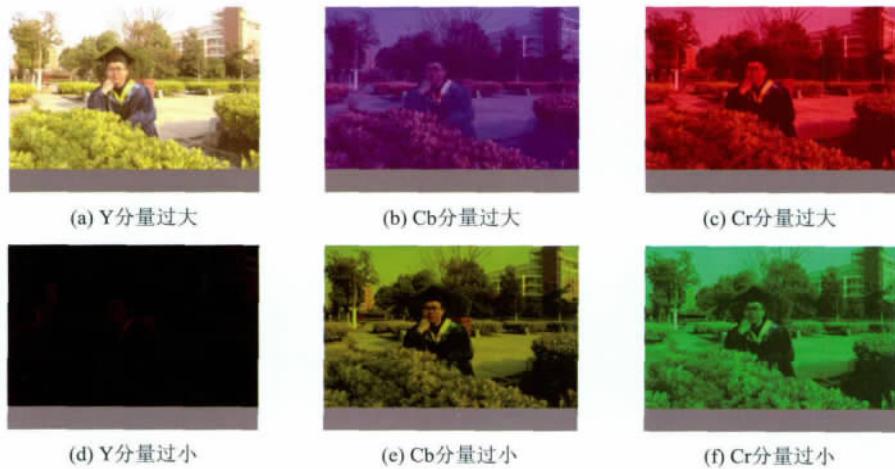 (a) Y分量过大
(b) Cb分量过大
(c) Cr分量过大
(d) Y分量过小
(e) Cb分量过小
(f) Cr分量过小